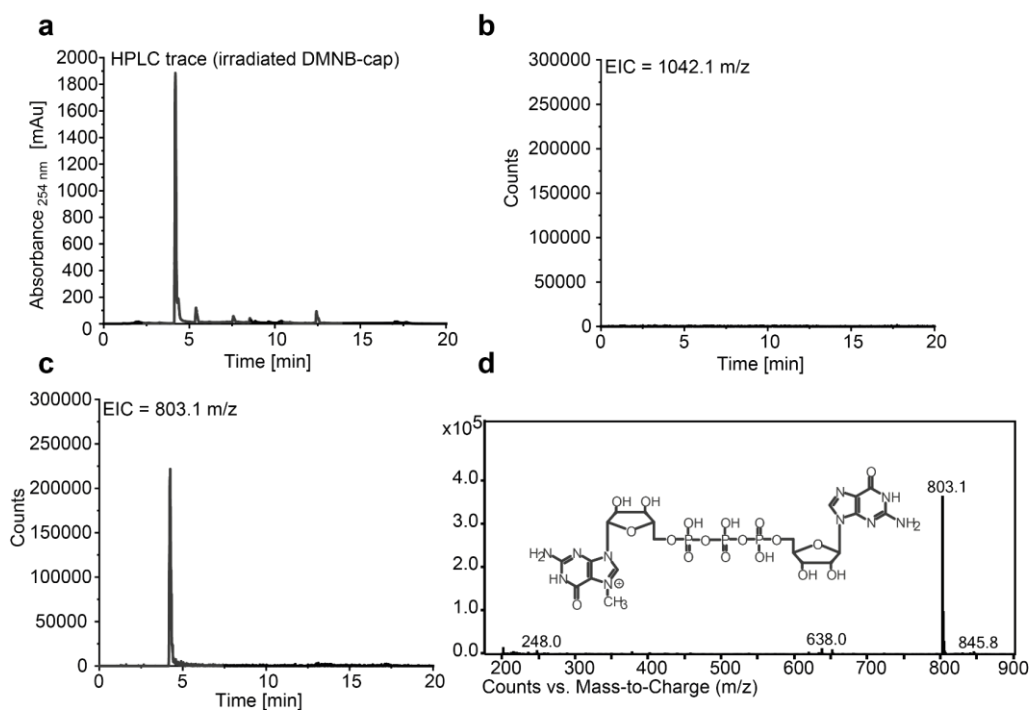 a
HPLC trace (irradiated DMNB-cap)
2000
1800
1600
1400
1200
1000
800
600
400
200
0
Absorbance 254 nm [mAu]
0 5 10 15 20
Time [min]
b
EIC = 1042.1 m/z
300000
250000
200000
150000
100000
50000
0
Counts
0 5 10 15 20
Time [min]
c
EIC = 803.1 m/z
300000
250000
200000
150000
100000
50000
0
Counts
0 5 10 15 20
Time [min]
d
x10^5
4.0
3.0
2.0
1.0
0.0
803.1
248.0
638.0
845.8
OH OH
O
H2N N N
NH N⊕
O CH3
O OH OH O
P O P O P O
O O OH
O
N NH
N N NH2
O
OH OH
200 300 400 500 600 700 800 900
Counts vs. Mass-to-Charge (m/z)